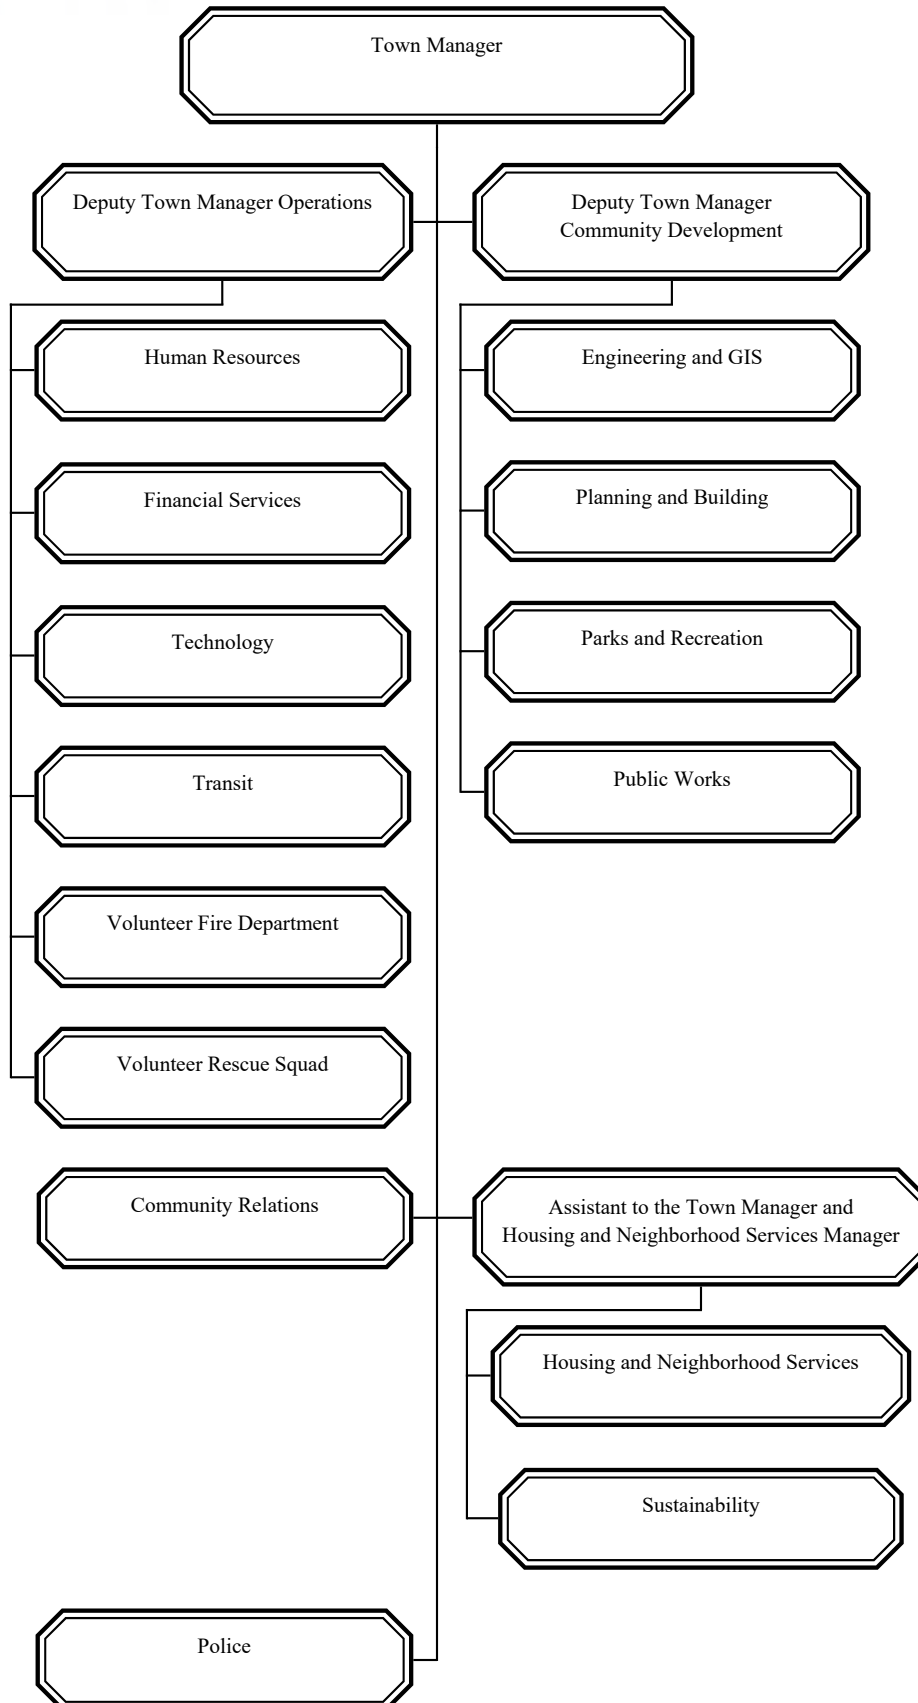 Town Manager
Deputy Town Manager Operations
Deputy Town Manager
Community Development
Human Resources
Engineering and GIS
Financial Services
Planning and Building
Technology
Parks and Recreation
Transit
Public Works
Volunteer Fire Department
Volunteer Rescue Squad
Community Relations
Assistant to the Town Manager and
Housing and Neighborhood Services Manager
Housing and Neighborhood Services
Sustainability
Police